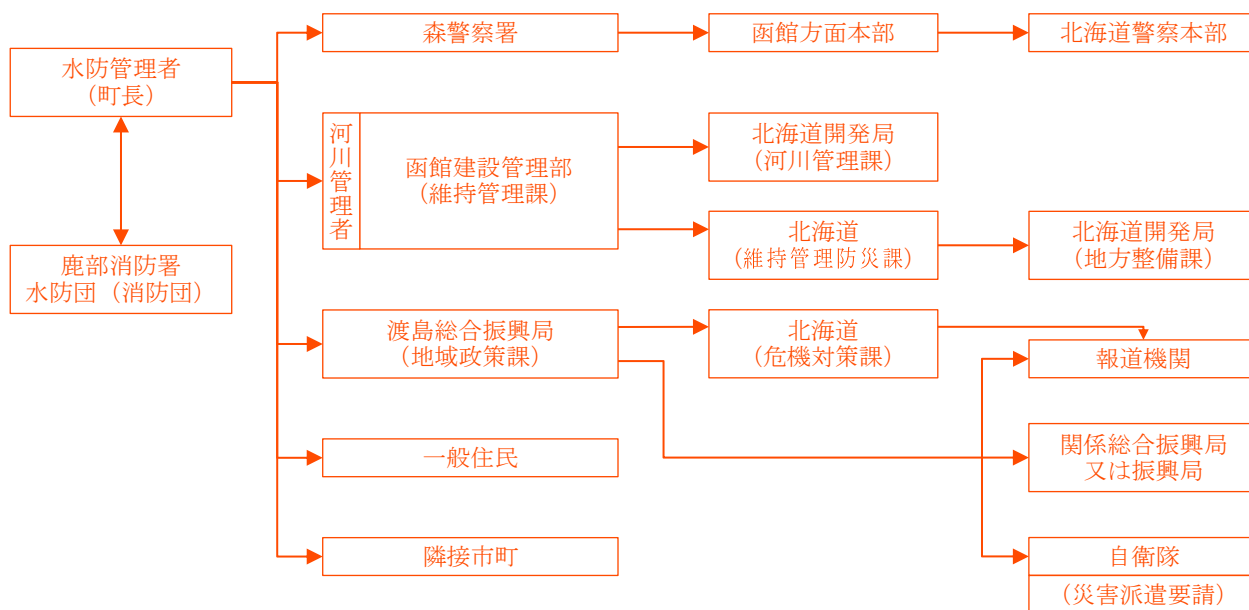 水防管理者
（町長）
鹿部消防署
水防団（消防団）
森警察署
函館方面本部
北海道警察本部
河川管理者
函館建設管理部
（維持管理課）
北海道開発局
（河川管理課）
北海道
（維持管理防災課）
北海道開発局
（地方整備課）
渡島総合振興局
（地域政策課）
北海道
（危機対策課）
報道機関
一般住民
関係総合振興局
又は振興局
隣接市町
自衛隊
（災害派遣要請）